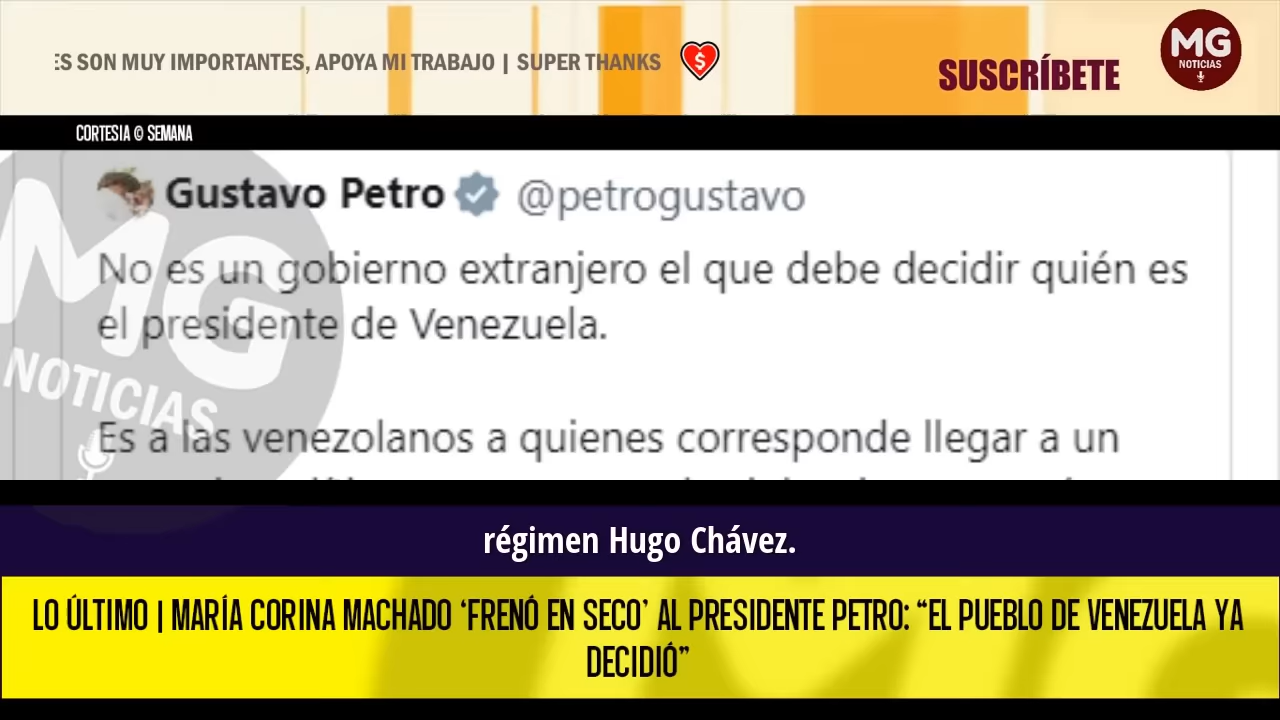 ES SON MUY IMPORTANTES, APOYA MI TRABAJO | SUPER THANKS
SUSCRÍBETE
MG
NOTICIAS
CORTESIA © SEMANA
Gustavo Petro @petrogustavo
No es un gobierno extranjero el que debe decidir quién es
el presidente de Venezuela.
Es a las venezolanos a quienes corresponde llegar a un
MG
NOTICIAS
régimen Hugo Chávez.
LO ÚLTIMO | MARÍA CORINA MACHADO ‘FRENÓ EN SECO’ AL PRESIDENTE PETRO: “EL PUEBLO DE VENEZUELA YA
DECIDIÓ”